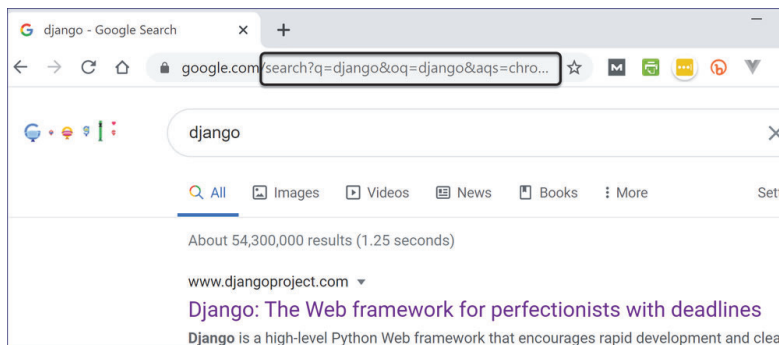 django - Google Search
google.com/search?q=django&oq=django&aqs=chro...
django
All Images Videos News Books More Sett
About 54,300,000 results (1.25 seconds)
www.djangoproject.com
Django: The Web framework for perfectionists with deadlines
Django is a high-level Python Web framework that encourages rapid development and clea